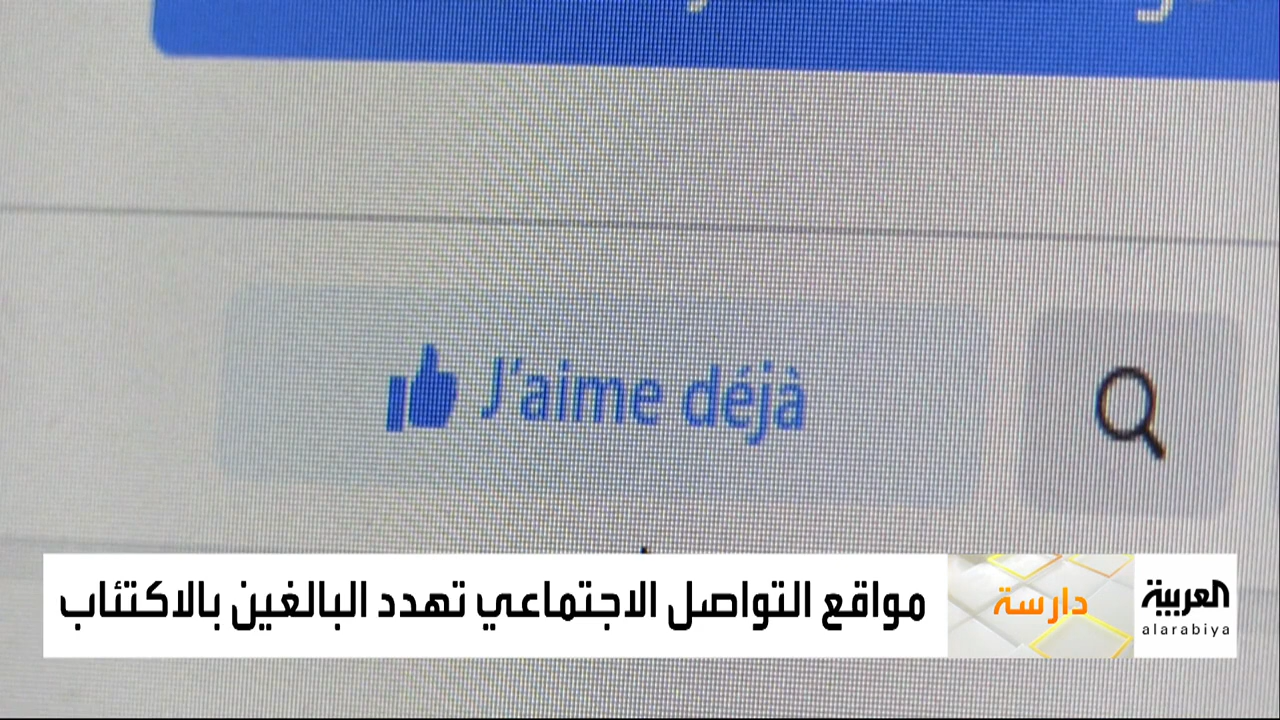 J'aime déjà
مواقع التواصل الاجتماعي تهدد البالغين بالاكتئاب
دارسة
العربية
alarabiya